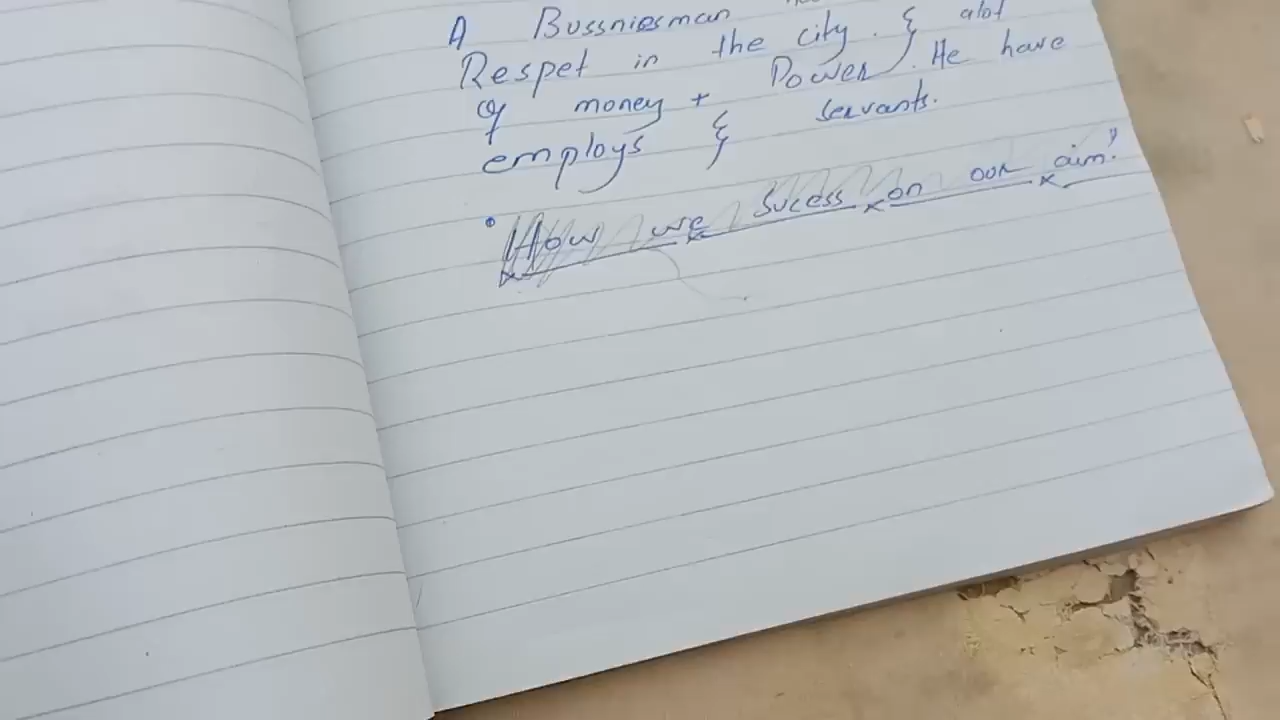 A Bussniesman
Respet in the city. & alot
of money + Power. He have
employs & servants.
• How we Sucess on our aim"